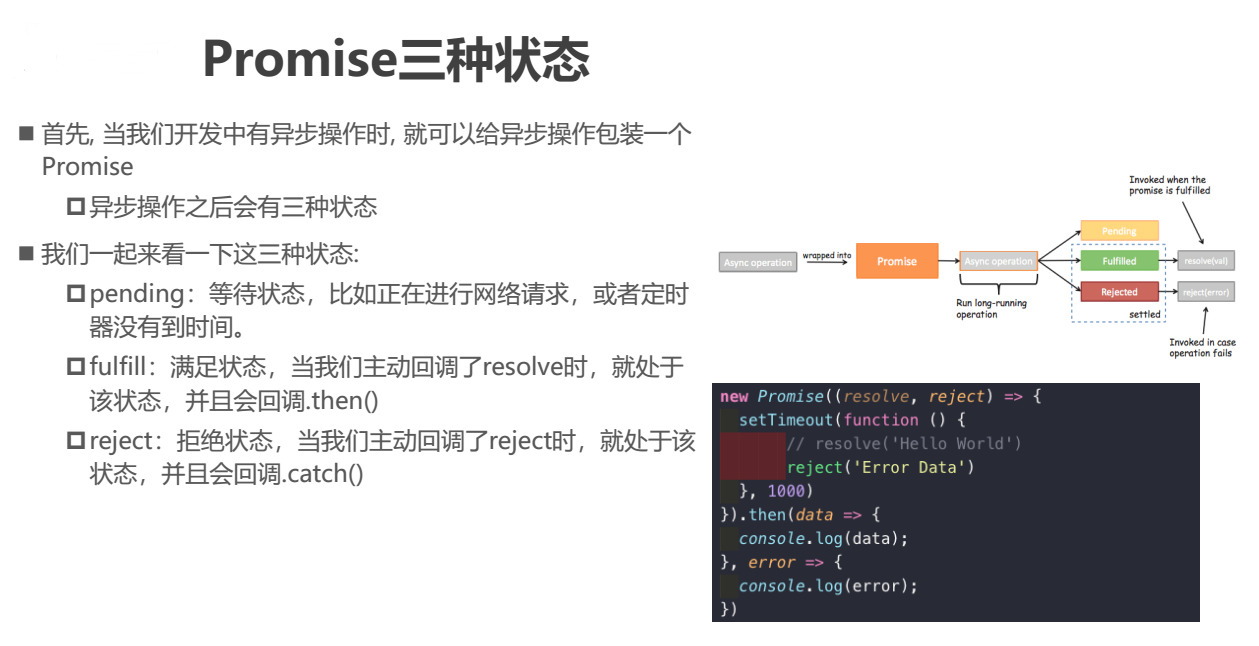 Promise三种状态
首先, 当我们开发中有异步操作时, 就可以给异步操作包装一个
Promise
异步操作之后会有三种状态
我们一起来看一下这三种状态:
pending：等待状态，比如正在进行网络请求，或者定时
器没有到时间。
fulfill：满足状态，当我们主动回调了resolve时，就处于
该状态，并且会回调.then()
reject：拒绝状态，当我们主动回调了reject时，就处于该
状态，并且会回调.catch()
Invoked when the
promise is fulfilled
Async operation
wrapped into
Promise
Async operation
Pending
Fulfilled
Rejected
settled
resolve(val)
reject(error)
Run long-running
operation
Invoked in case
operation fails
new Promise((resolve, reject) => {
setTimeout(function () {
// resolve('Hello World')
reject('Error Data')
}, 1000)
}).then(data => {
console.log(data);
}, error => {
console.log(error);
})